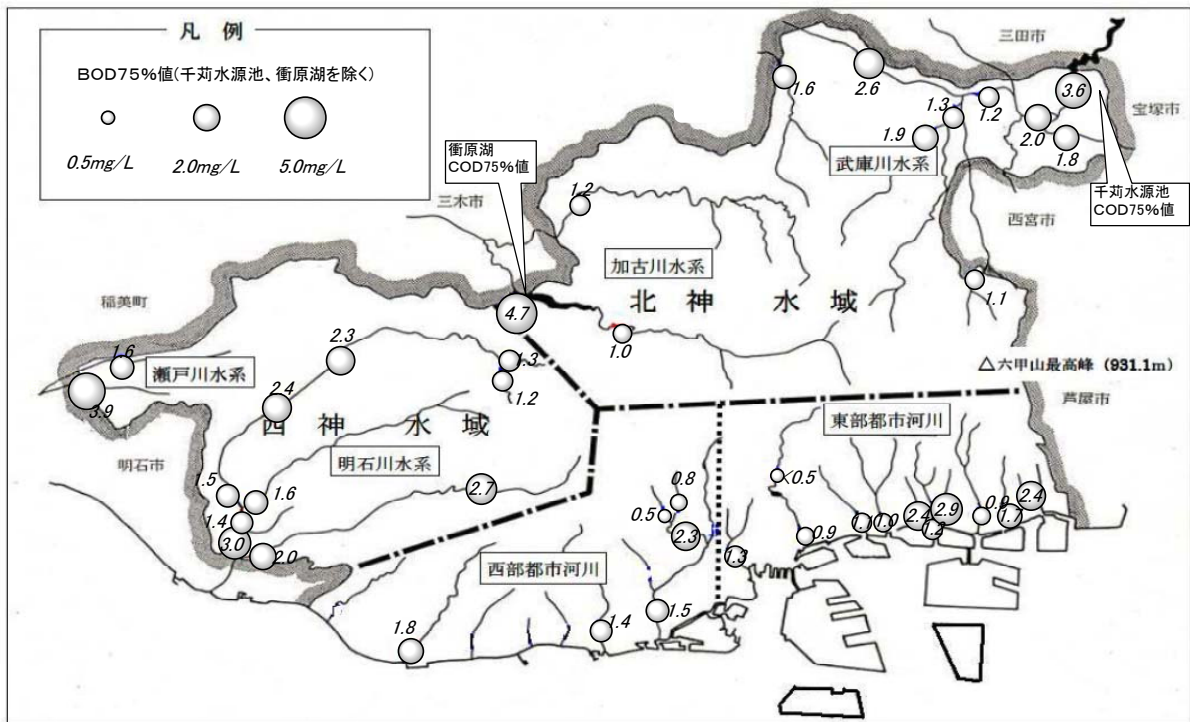 凡 例
BOD75%値(千苅水源池、衝原湖を除く)
0.5mg/L
2.0mg/L
5.0mg/L
三田市
宝塚市
1.6
2.6
1.3
1.2
3.6
2.0
1.8
1.9
武庫川水系
千苅水源池
COD75%値
西宮市
衝原湖
COD75%値
三木市
1.2
加古川水系
北 神 水 域
1.1
稲美町
4.7
1.0
2.3
1.3
1.2
1.6
瀬戸川水系
3.9
2.4
西 神 水 域
△六甲山最高峰 (931.1m)
芦屋市
東部都市河川
明石市
明石川水系
2.7
1.5
1.6
1.4
3.0
2.0
0.8
0.5
2.3
<0.5
1.3
0.9
1.1
1.0
2.4
2.9
1.2
0.9
1.7
2.4
西部都市河川
1.8
1.4
1.5